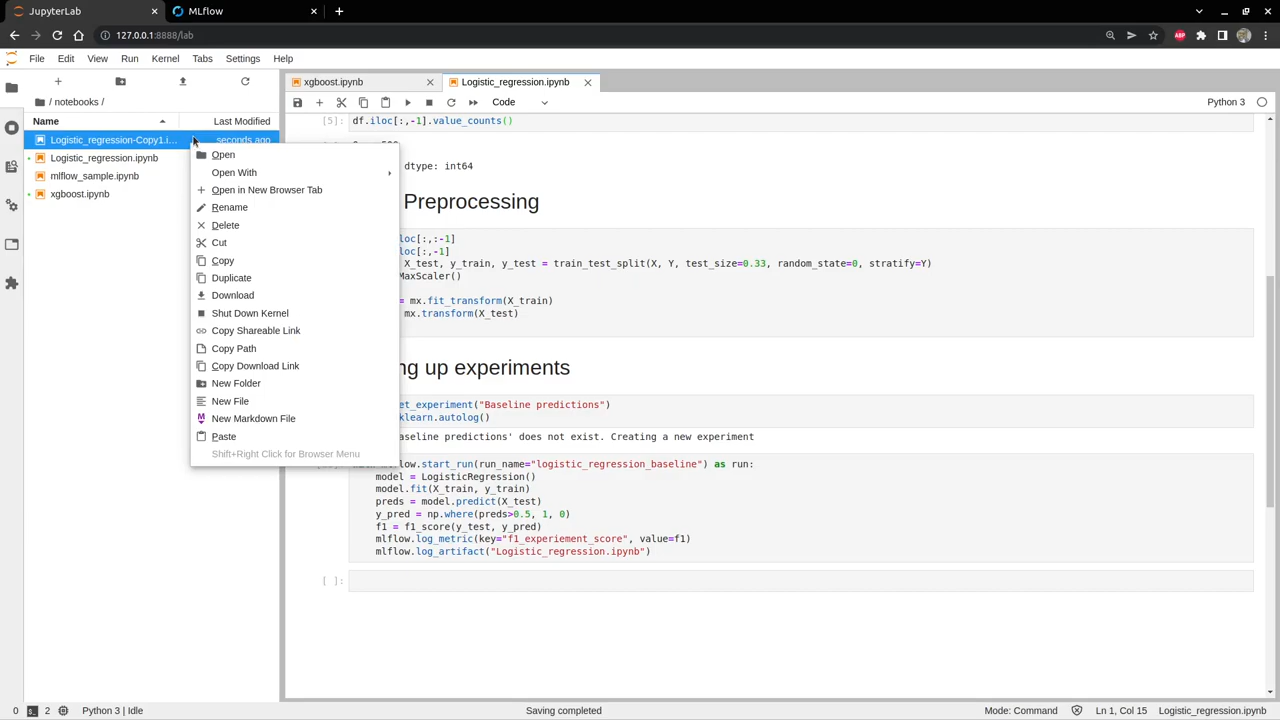 JupyterLab
MLflow
127.0.0.1:8888/lab
ABP
File Edit View Run Kernel Tabs Settings Help
/ notebooks /
Name
Last Modified
Logistic_regression-Copy1.i…
seconds ago
Logistic_regression.ipynb
mlflow_sample.ipynb
xgboost.ipynb
Open
Open With
Open in New Browser Tab
Rename
Delete
Cut
Copy
Duplicate
Download
Shut Down Kernel
Copy Shareable Link
Copy Path
Copy Download Link
New Folder
New File
New Markdown File
Paste
Shift+Right Click for Browser Menu
xgboost.ipynb
Logistic_regression.ipynb
Code
Python 3
[5]: df.iloc[:,-1].value_counts()
dtype: int64
Preprocessing
loc[:,:-1]
loc[:,-1]
X_test, y_train, y_test = train_test_split(X, Y, test_size=0.33, random_state=0, stratify=Y)
MaxScaler()
= mx.fit_transform(X_train)
mx.transform(X_test)
ng up experiments
et_experiment("Baseline predictions")
klearn.autolog()
aseline predictions' does not exist. Creating a new experiment
flow.start_run(run_name="logistic_regression_baseline") as run:
model = LogisticRegression()
model.fit(X_train, y_train)
preds = model.predict(X_test)
y_pred = np.where(preds>0.5, 1, 0)
f1 = f1_score(y_test, y_pred)
mlflow.log_metric(key="f1_experiement_score", value=f1)
mlflow.log_artifact("Logistic_regression.ipynb")
[ ]:
0 2 Python 3 | Idle
Saving completed
Mode: Command
Ln 1, Col 15
Logistic_regression.ipynb